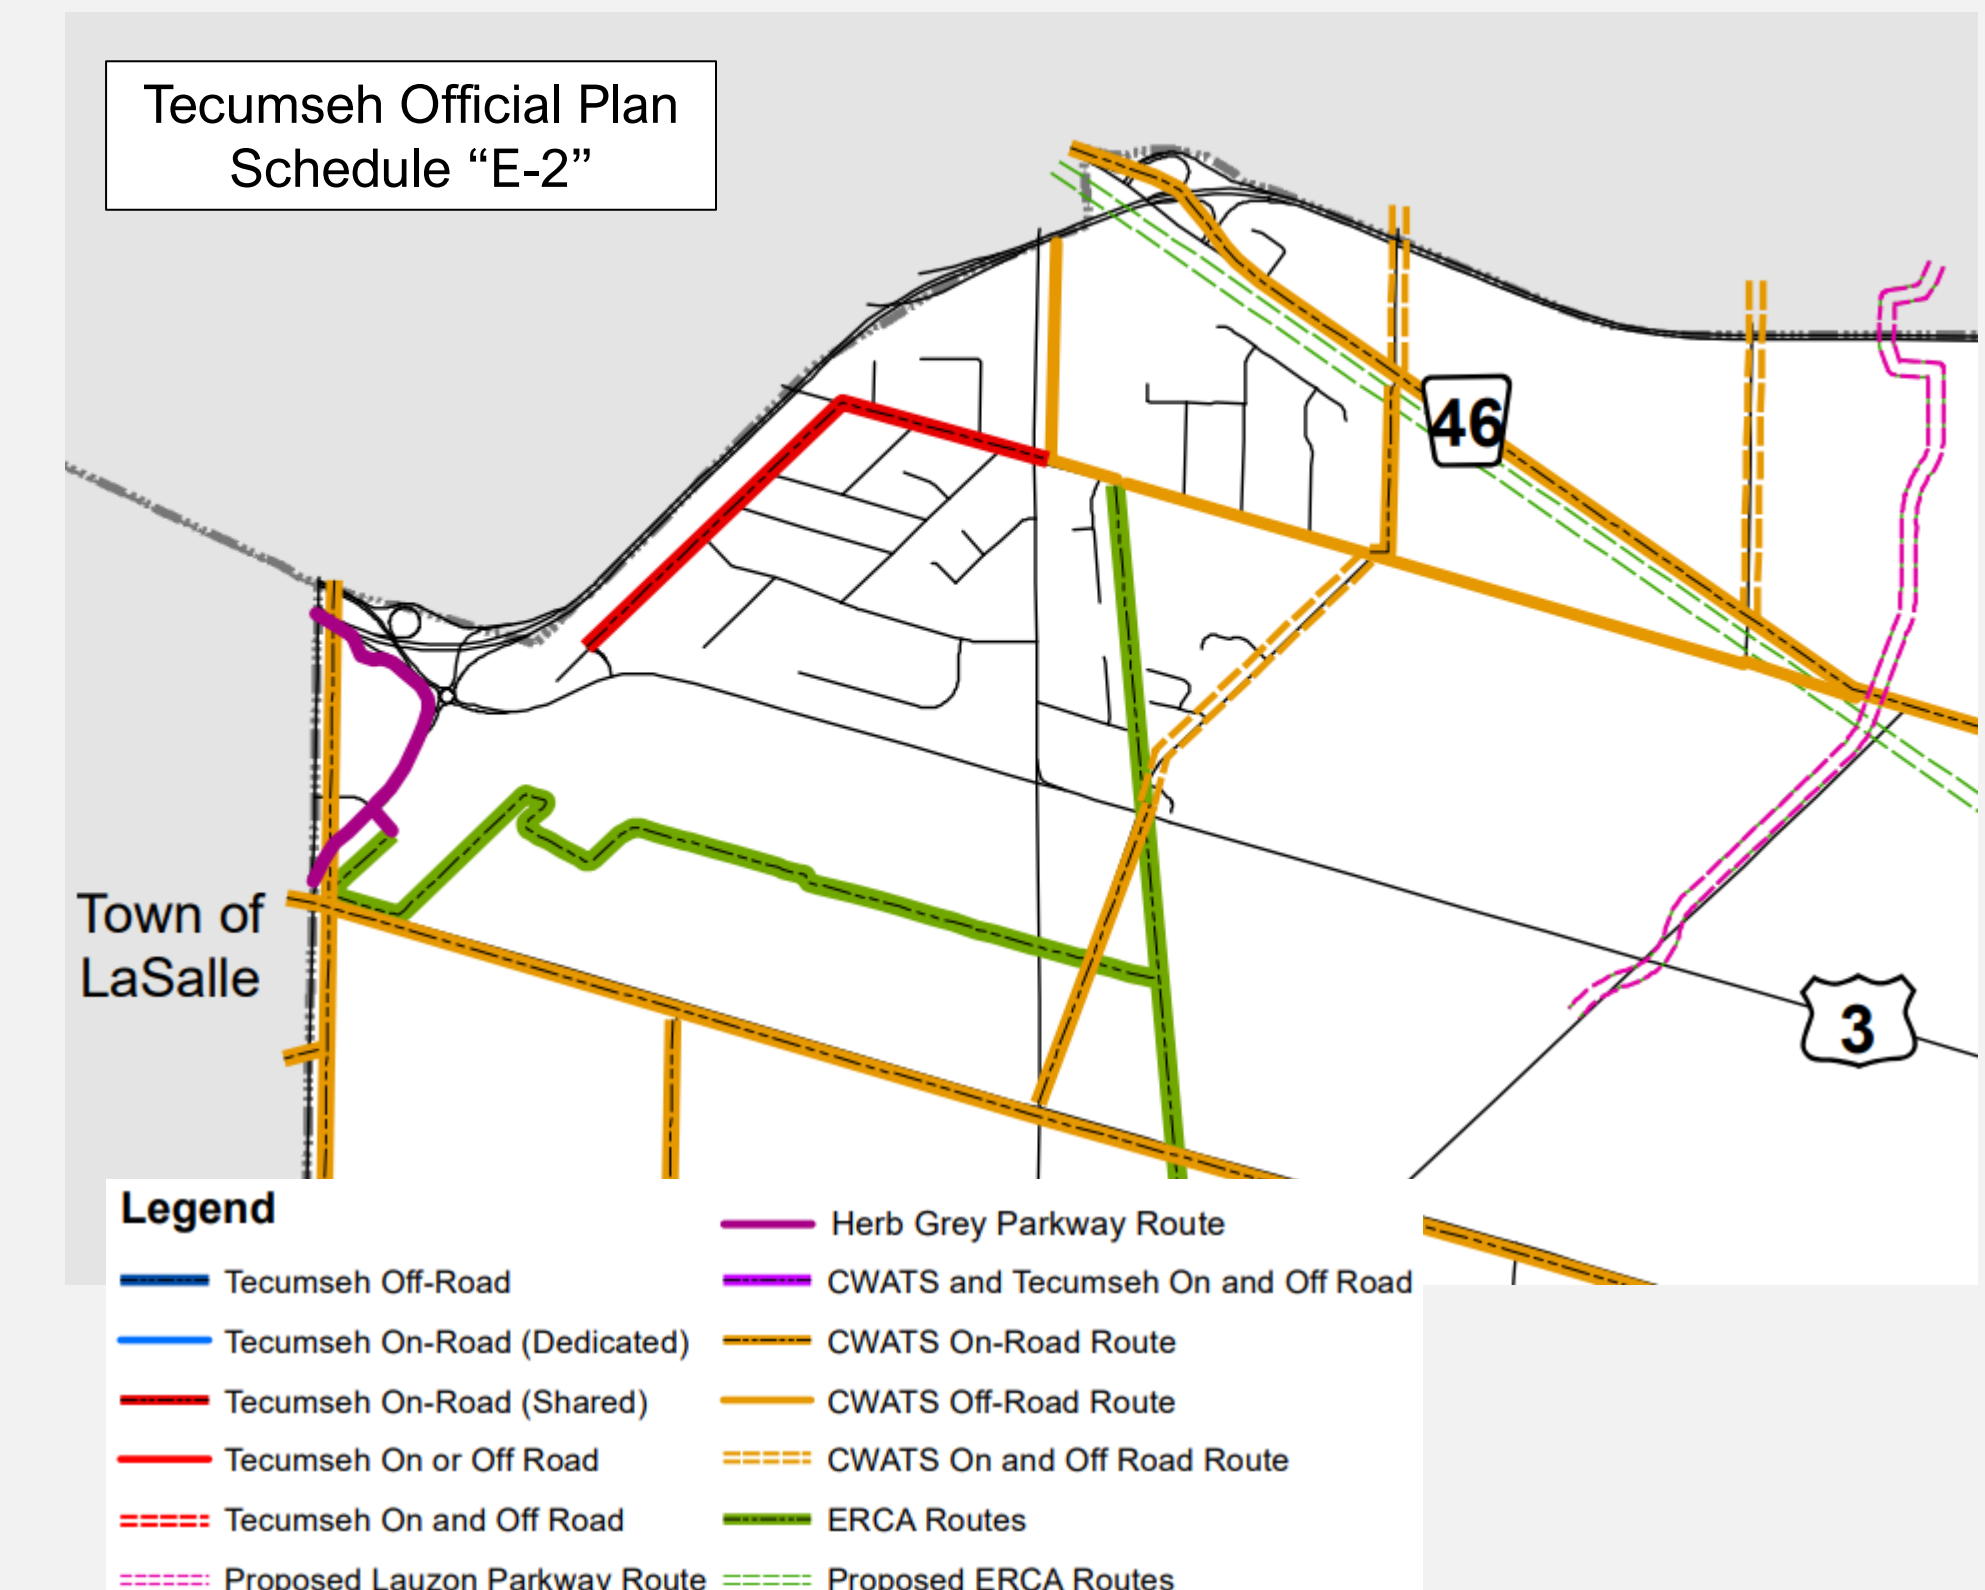 Tecumseh Official Plan
Schedule “E-2”
46
Town of
LaSalle
3
Legend
Tecumseh Off-Road
Tecumseh On-Road (Dedicated)
Tecumseh On-Road (Shared)
Tecumseh On or Off Road
Tecumseh On and Off Road
Proposed Lauzon Parkway Route
Herb Grey Parkway Route
CWATS and Tecumseh On and Off Road
CWATS On-Road Route
CWATS Off-Road Route
CWATS On and Off Road Route
ERCA Routes
Proposed ERCA Routes